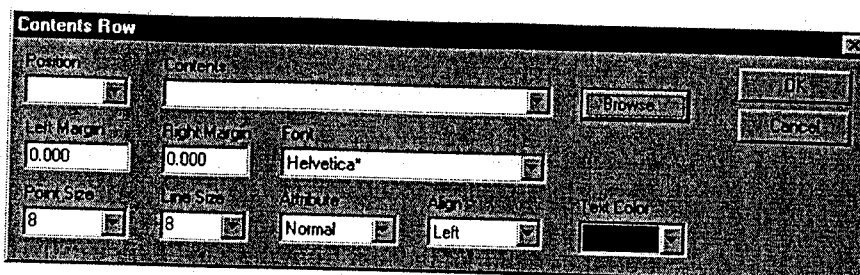 Contents Row
Position Contents
Browse... OK
Cancel
Left Margin Right Margin Font
0.000 0.000 Helvetica*
Point Size Line Size Attribute Align Text Color
8 8 Normal Left